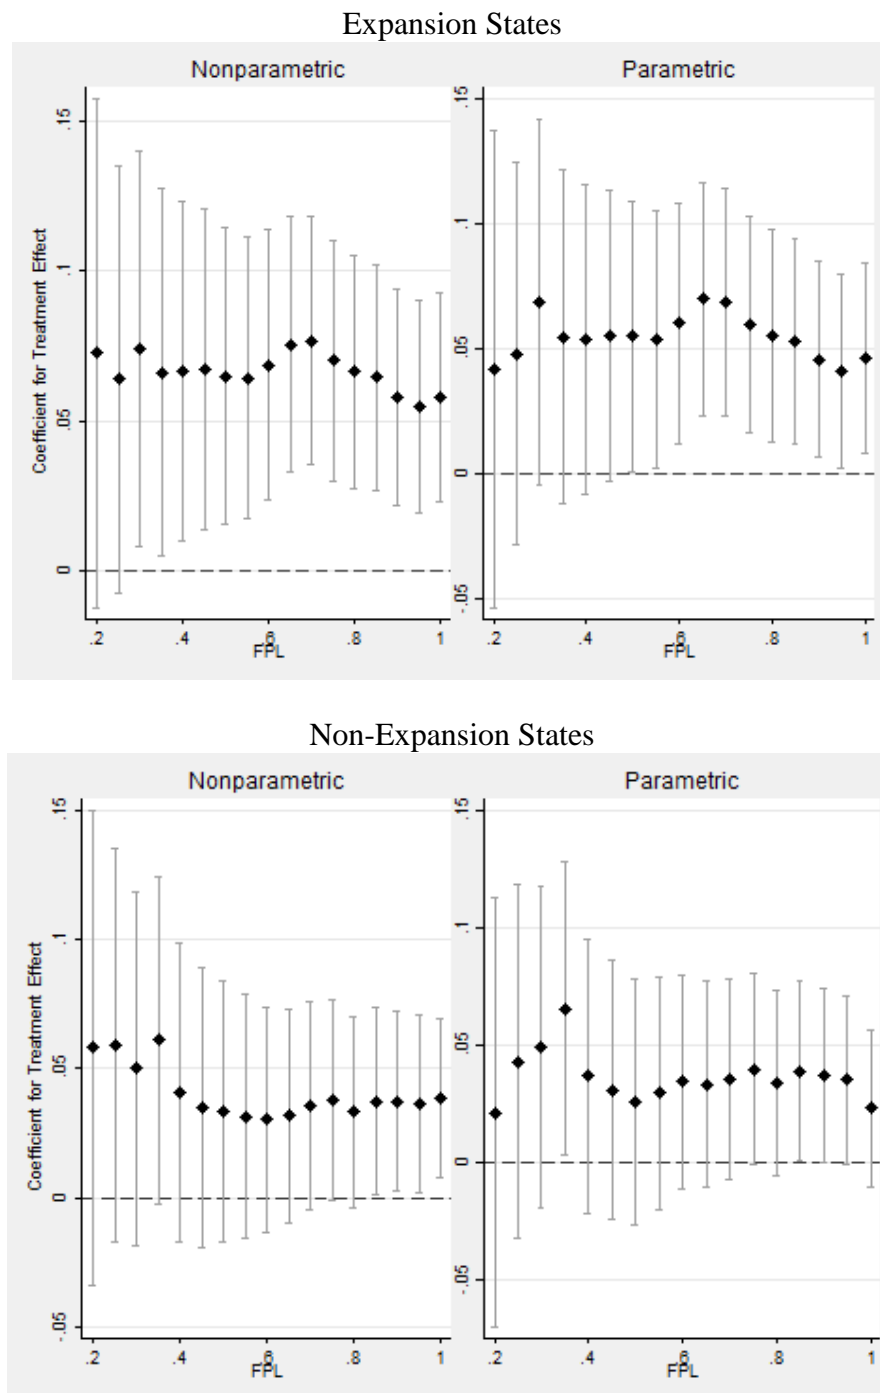 Expansion States
Nonparametric Parametric
Coefficient for Treatment Effect
.15
.1
.05
0
.2 .4 .6 .8 1
FPL
.15
.1
.05
0
-.05
.2 .4 .6 .8 1
FPL
Non-Expansion States
Nonparametric Parametric
Coefficient for Treatment Effect
.15
.1
.05
0
-.05
.2 .4 .6 .8 1
FPL
.15
.1
.05
0
-.05
.2 .4 .6 .8 1
FPL